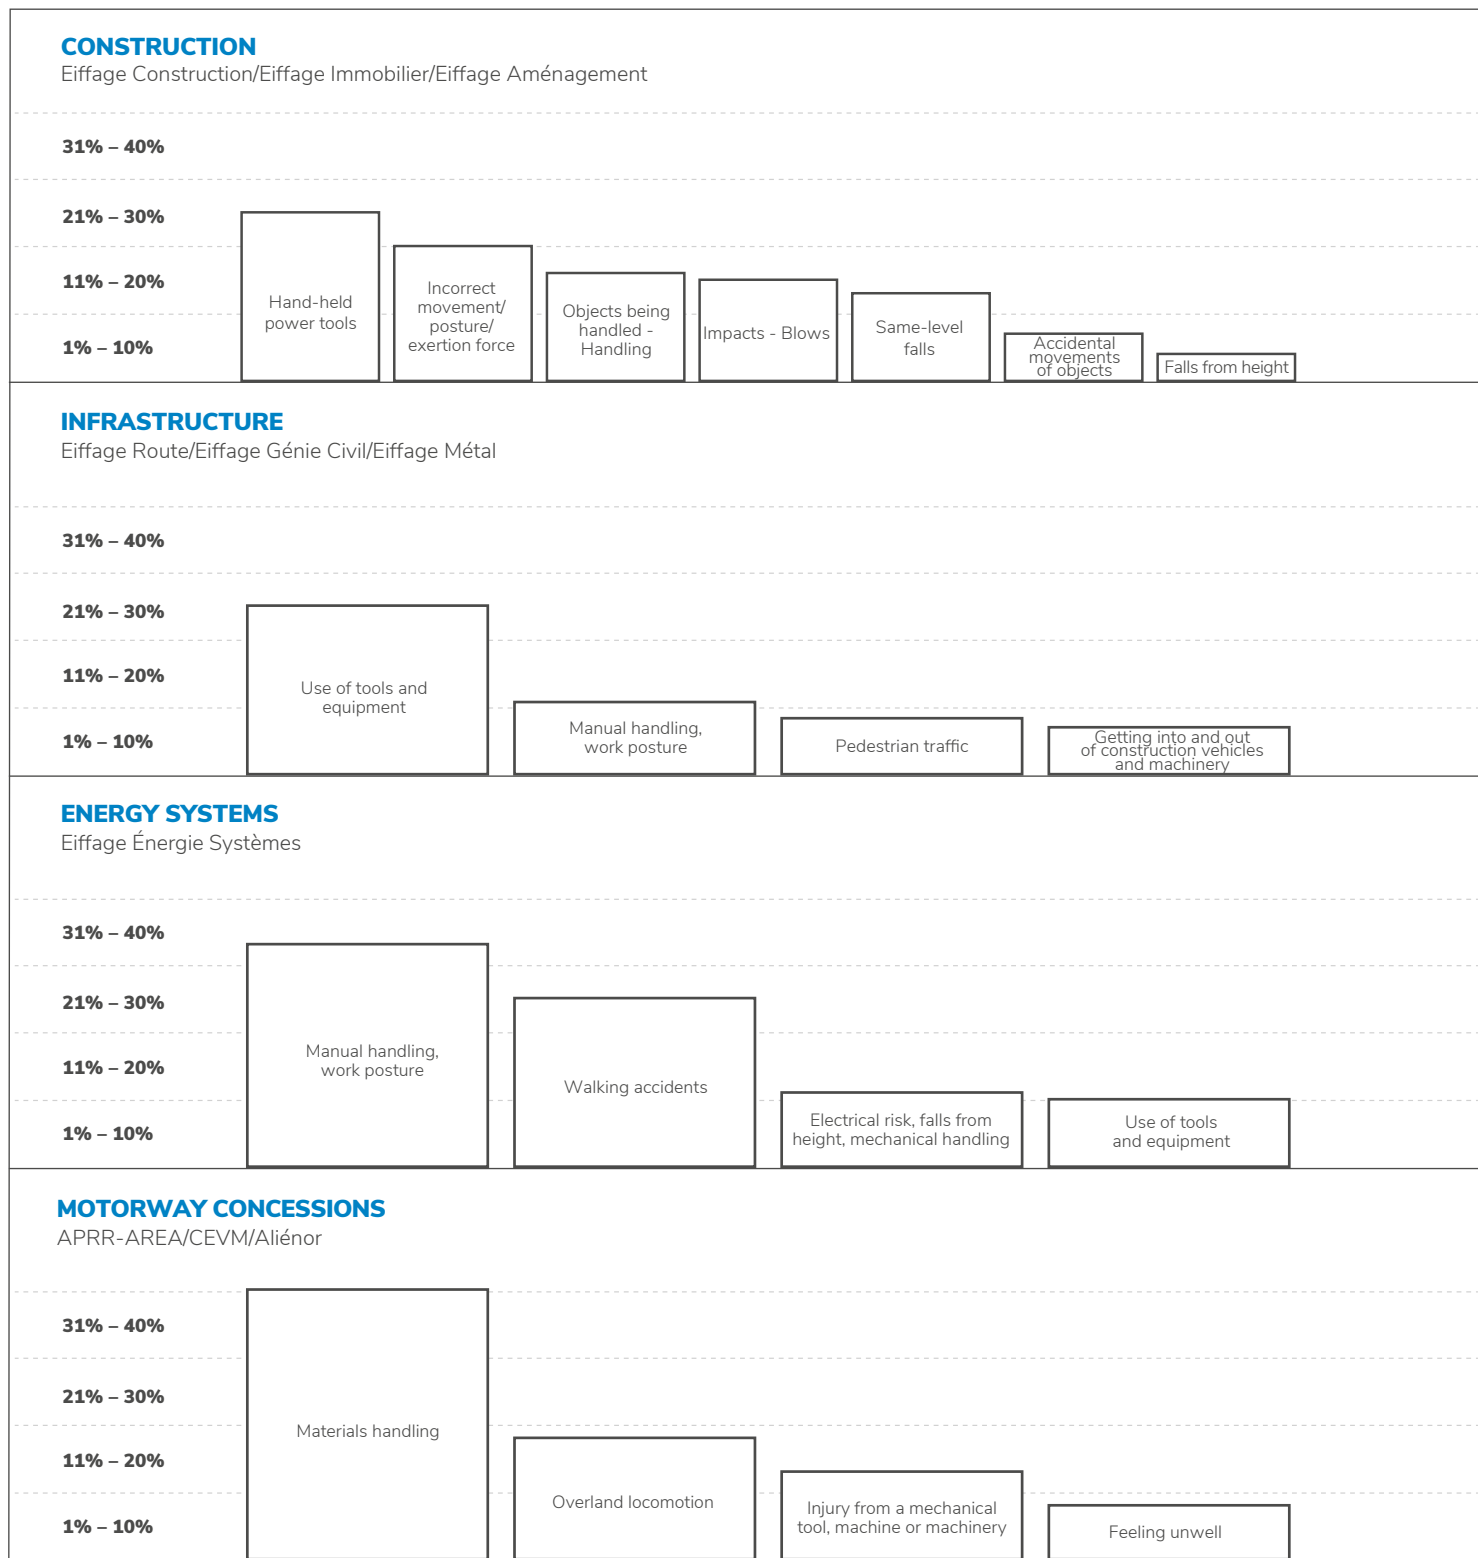 CONSTRUCTION
Eiffage Construction/Eiffage Immobilier/Eiffage Aménagement
31% – 40%
21% – 30%
11% – 20%
1% – 10%
Hand-held
power tools
Incorrect
movement/
posture/
exertion force
Objects being
handled -
Handling
Impacts - Blows
Same-level
falls
Accidental
movements
of objects
Falls from height
INFRASTRUCTURE
Eiffage Route/Eiffage Génie Civil/Eiffage Métal
31% – 40%
21% – 30%
11% – 20%
1% – 10%
Use of tools and
equipment
Manual handling,
work posture
Pedestrian traffic
Getting into and out
of construction vehicles
and machinery
ENERGY SYSTEMS
Eiffage Énergie Systèmes
31% – 40%
21% – 30%
11% – 20%
1% – 10%
Manual handling,
work posture
Walking accidents
Electrical risk, falls from
height, mechanical handling
Use of tools
and equipment
MOTORWAY CONCESSIONS
APRR-AREA/CEVM/Aliénor
31% – 40%
21% – 30%
11% – 20%
1% – 10%
Materials handling
Overland locomotion
Injury from a mechanical
tool, machine or machinery
Feeling unwell